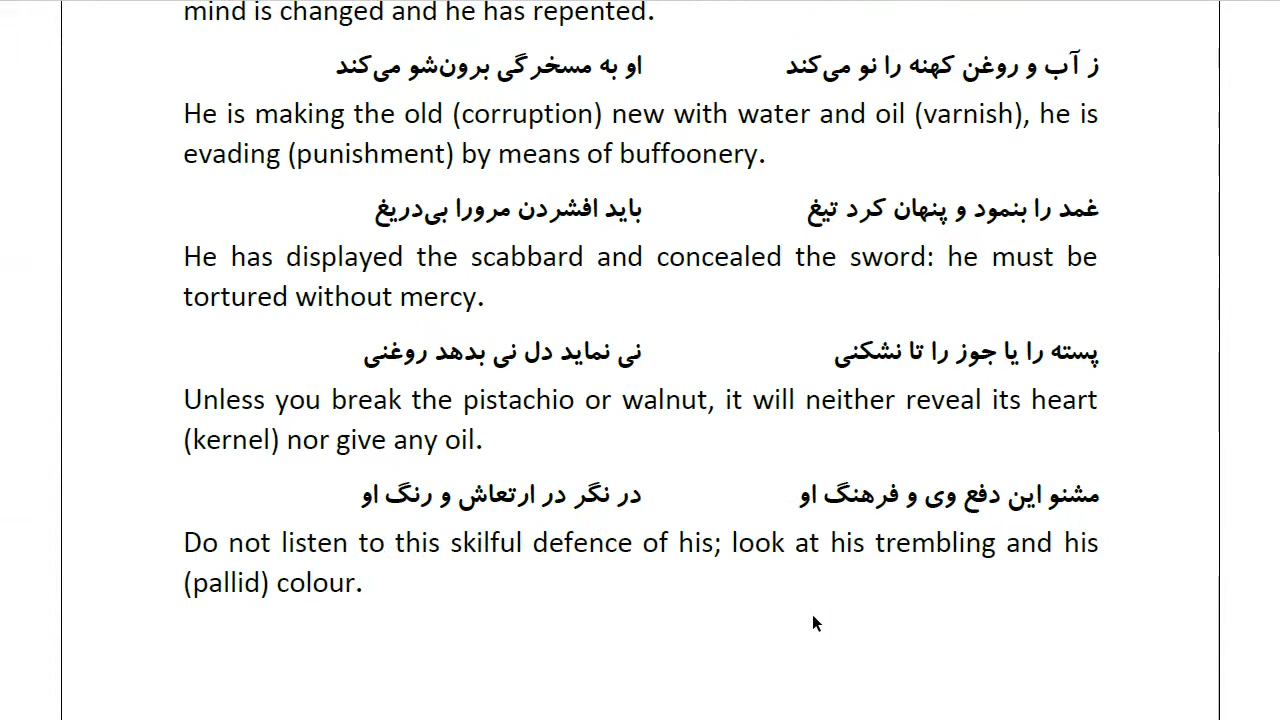 mind is changed and he has repented.
ز آب و روغن کهنه را نو می‌کند او به مسخرگی برون‌شو می‌کند
He is making the old (corruption) new with water and oil (varnish), he is
evading (punishment) by means of buffoonery.
غمد را بنمود و پنهان کرد تیغ باید افشردن مرورا بی‌دریغ
He has displayed the scabbard and concealed the sword: he must be
tortured without mercy.
پسته را یا جوز را تا نشکنی نی نماید دل نی بدهد روغنی
Unless you break the pistachio or walnut, it will neither reveal its heart
(kernel) nor give any oil.
مشنو این دفع وی و فرهنگ او در نگر در ارتعاش و رنگ او
Do not listen to this skilful defence of his; look at his trembling and his
(pallid) colour.